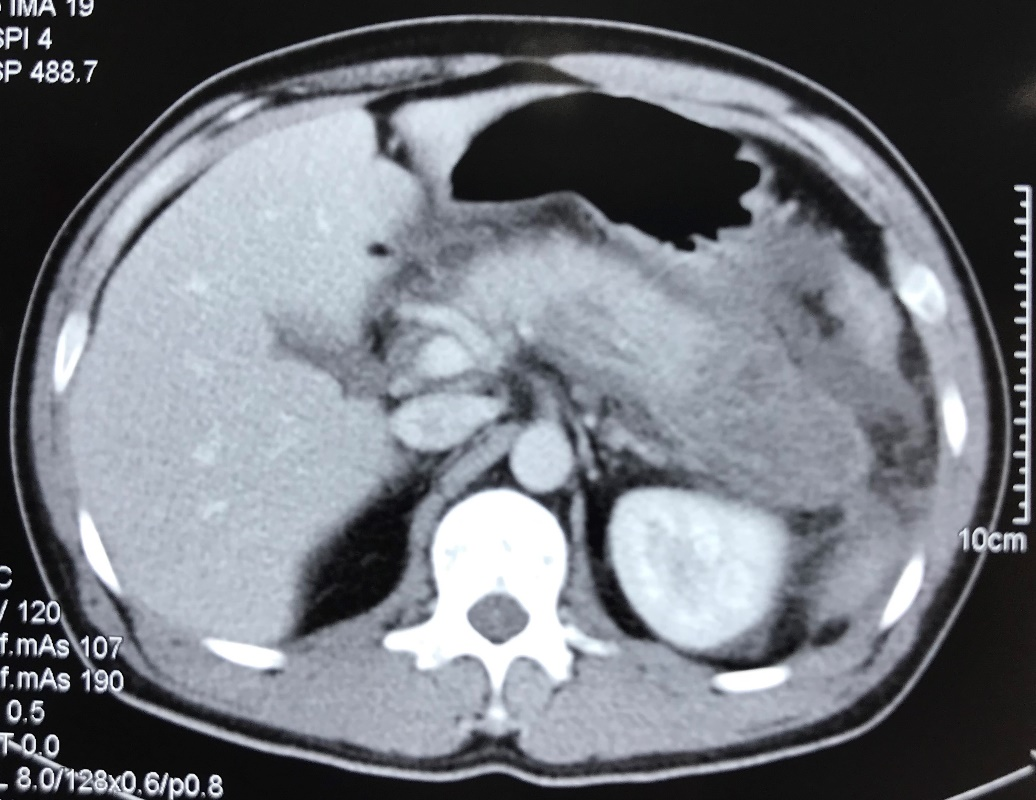 IMA 19
SPI 4
SP 488.7
10cm
C
/ 120
f.mAs 107
f.mAs 190
0.5
T 0.0
L 8.0/128x0.6/p0.8